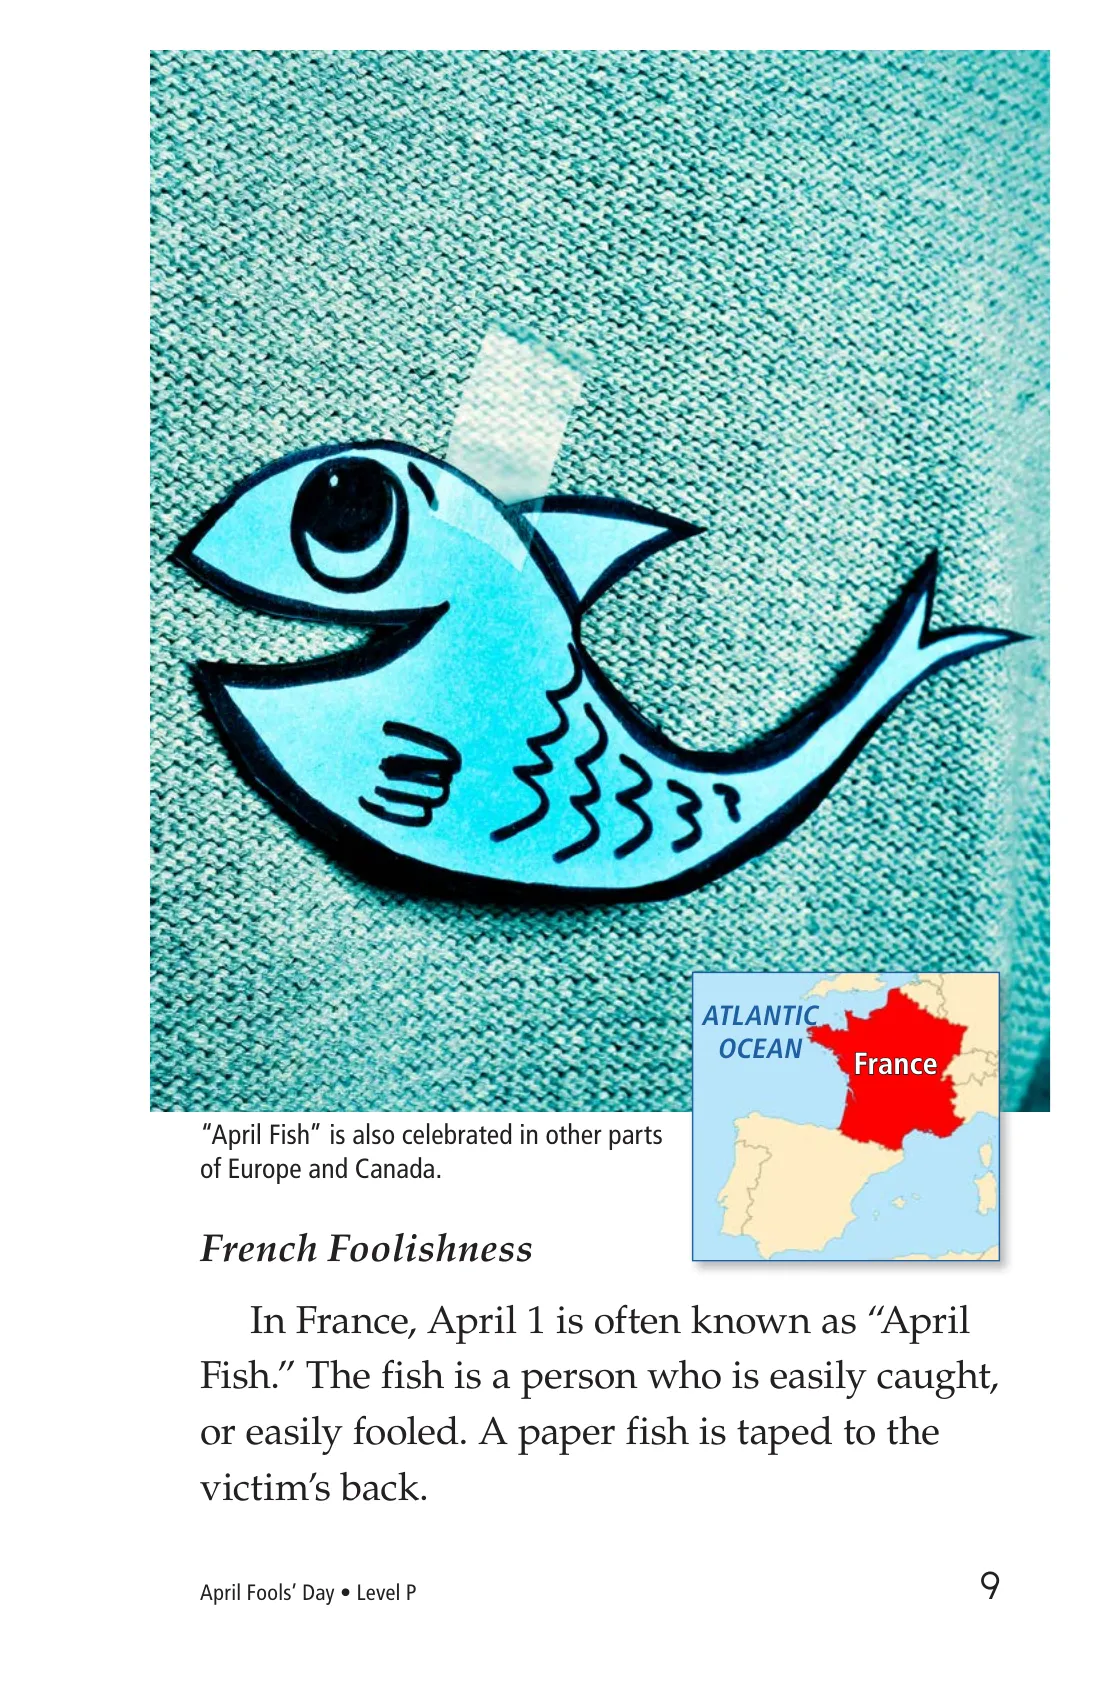 ATLANTIC
OCEAN
France
“April Fish” is also celebrated in other parts
of Europe and Canada.
French Foolishness
In France, April 1 is often known as “April
Fish.” The fish is a person who is easily caught,
or easily fooled. A paper fish is taped to the
victim’s back.
April Fools’ Day • Level P
9